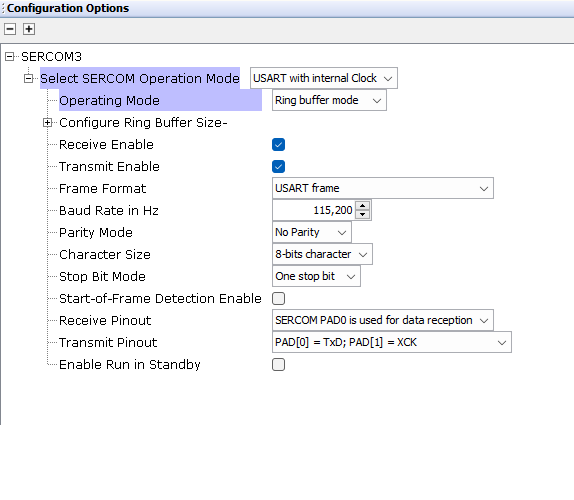 Configuration Options
SERCOM3
Select SERCOM Operation Mode USART with internal Clock
Operating Mode Ring buffer mode
Configure Ring Buffer Size-
Receive Enable
Transmit Enable
Frame Format USART frame
Baud Rate in Hz 115,200
Parity Mode No Parity
Character Size 8-bits character
Stop Bit Mode One stop bit
Start-of-Frame Detection Enable
Receive Pinout SERCOM PAD0 is used for data reception
Transmit Pinout PAD[0] = TxD; PAD[1] = XCK
Enable Run in Standby